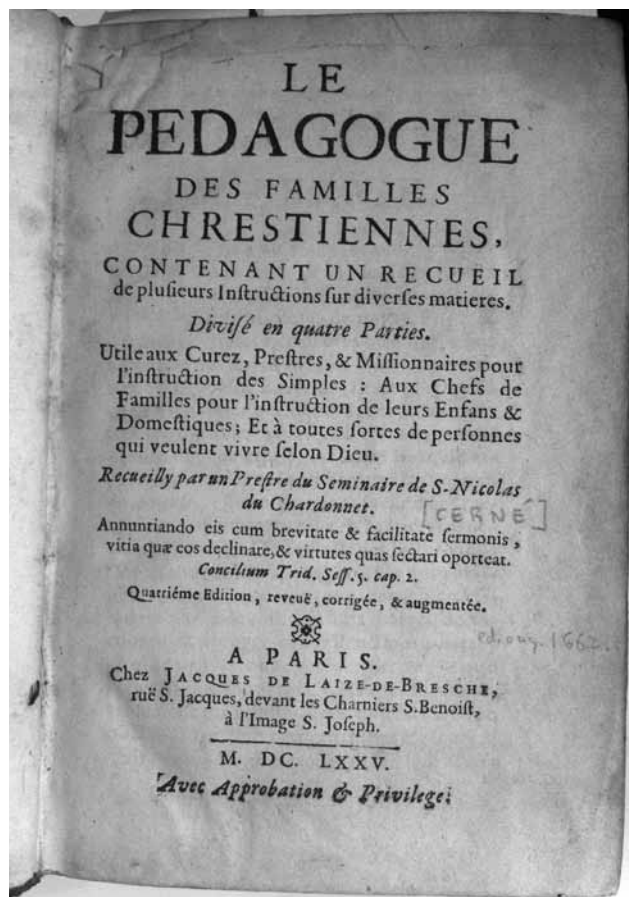 LE
PEDAGOGUE
DES FAMILLES
CHRESTIENNES,
CONTENANT UN RECUEIL
de pluſieurs Inſtructions ſur diverſes matieres.
Diviſé en quatre Parties.
Utile aux Curez, Preſtres, & Miſſionnaires pour
l'inſtruction des Simples : Aux Chefs de
Familles pour l'inſtruction de leurs Enfans &
Domeſtiques; Et à toutes ſortes de perſonnes
qui veulent vivre ſelon Dieu.
Recueilly par un Preſtre du Seminaire de S-Nicolas
du Chardonnet.
[CERNÉ]
Annuntiando eis cum brevitate & facilitate ſermonis,
vitia quæ eos declinare, & virtutes quas ſectari oporteat.
Concilium Trid. Seſſ. 5. cap. 2.
Quatriéme Edition, reveuë, corrigée, & augmentée.
ed. orig. 1662.
A PARIS.
Chez JACQUES DE LAIZE-DE-BRESCHE,
ruë S. Jacques, devant les Charniers S. Benoiſt,
à l'Image S. Joſeph.
M. DC. LXXV.
Avec Approbation & Privilege.